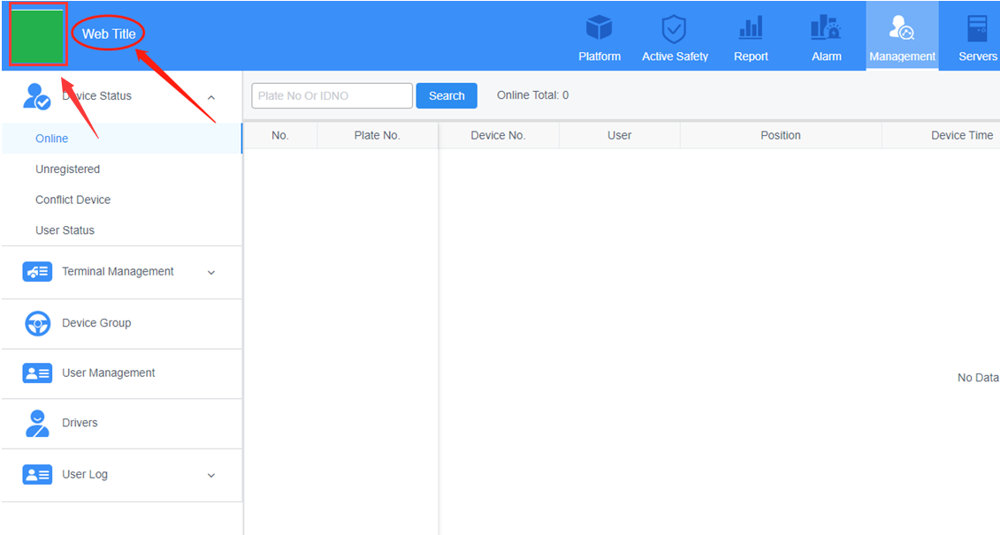 Web Title
Platform
Active Safety
Report
Alarm
Management
Servers
Device Status
Online
Unregistered
Conflict Device
User Status
Terminal Management
Device Group
User Management
Drivers
User Log
Plate No Or IDNO
Search
Online Total: 0
No.
Plate No.
Device No.
User
Position
Device Time
No Data